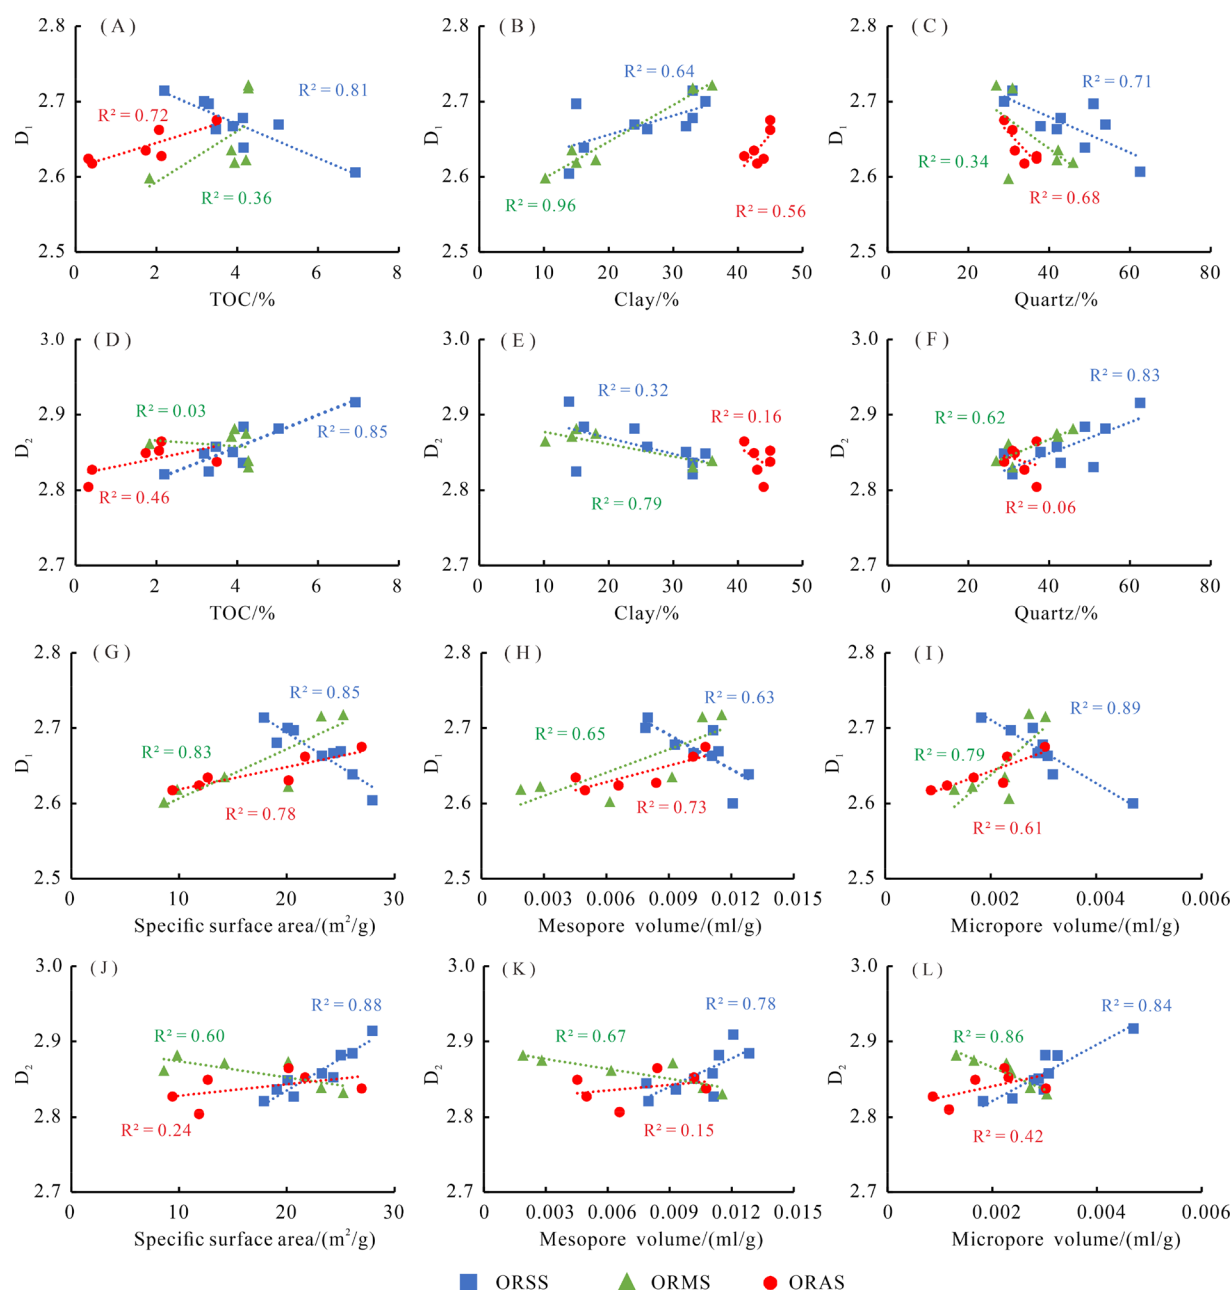 ( A )
2.8
2.7
2.6
2.5
D₁
R² = 0.81
R² = 0.72
R² = 0.36
0 2 4 6 8
TOC/%
( B )
2.8
2.7
2.6
2.5
D₁
R² = 0.64
R² = 0.96
R² = 0.56
0 10 20 30 40 50
Clay/%
( C )
2.8
2.7
2.6
2.5
D₁
R² = 0.71
R² = 0.34
R² = 0.68
0 20 40 60 80
Quartz/%
( D )
3.0
2.9
2.8
2.7
D₂
R² = 0.03
R² = 0.85
R² = 0.46
0 2 4 6 8
TOC/%
( E )
3.0
2.9
2.8
2.7
D₂
R² = 0.32
R² = 0.16
R² = 0.79
0 10 20 30 40 50
Clay/%
( F )
3.0
2.9
2.8
2.7
D₂
R² = 0.83
R² = 0.62
R² = 0.06
0 20 40 60 80
Quartz/%
( G )
2.8
2.7
2.6
2.5
D₁
R² = 0.85
R² = 0.83
R² = 0.78
0 10 20 30
Specific surface area/(m²/g)
( H )
2.8
2.7
2.6
2.5
D₁
R² = 0.63
R² = 0.65
R² = 0.73
0 0.003 0.006 0.009 0.012 0.015
Mesopore volume/(ml/g)
( I )
2.8
2.7
2.6
2.5
D₁
R² = 0.89
R² = 0.79
R² = 0.61
0 0.002 0.004 0.006
Micropore volume/(ml/g)
( J )
3.0
2.9
2.8
2.7
D₂
R² = 0.88
R² = 0.60
R² = 0.24
0 10 20 30
Specific surface area/(m²/g)
( K )
3.0
2.9
2.8
2.7
D₂
R² = 0.78
R² = 0.67
R² = 0.15
0 0.003 0.006 0.009 0.012 0.015
Mesopore volume/(ml/g)
( L )
3.0
2.9
2.8
2.7
D₂
R² = 0.84
R² = 0.86
R² = 0.42
0 0.002 0.004 0.006
Micropore volume/(ml/g)
ORSS ORMS ORAS